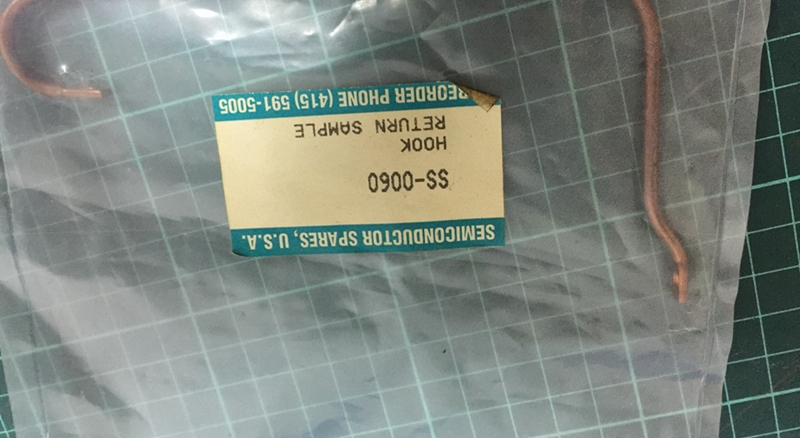 SEMICONDUCTOR SPARES, U.S.A.
SS-0060
HOOK
RETURN SAMPLE
REORDER PHONE (415) 591-5005